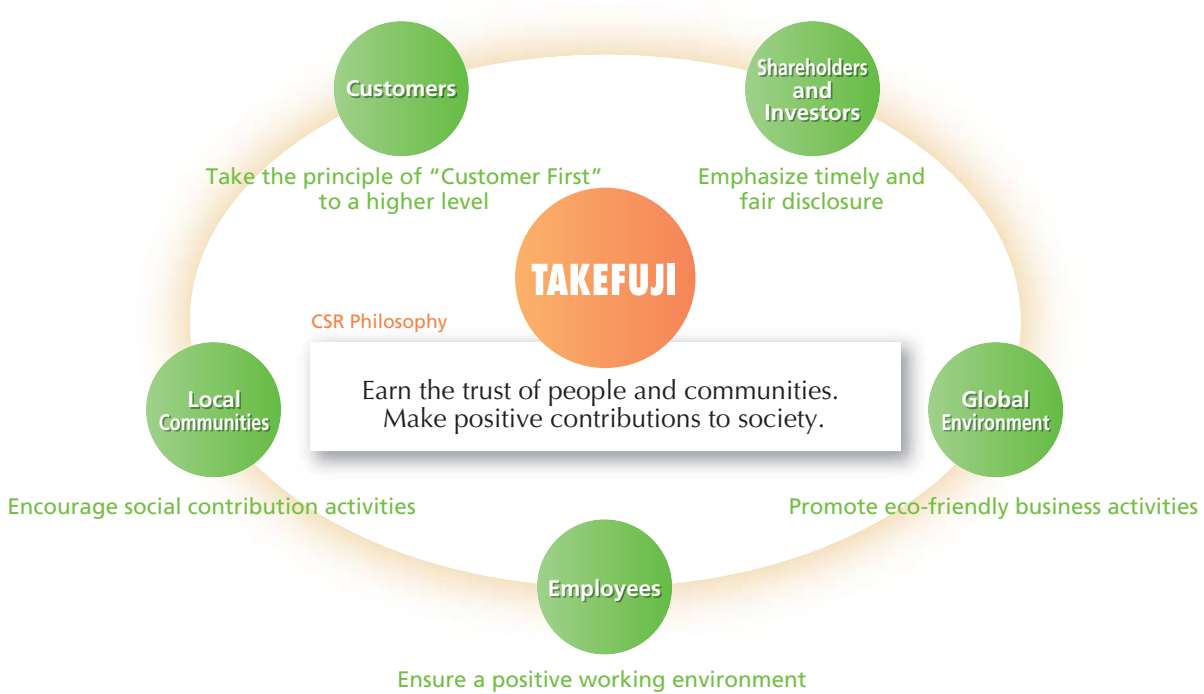 Customers
Shareholders
and
Investors
Take the principle of “Customer First”
to a higher level
Emphasize timely and
fair disclosure
TAKEFUJI
CSR Philosophy
Earn the trust of people and communities.
Make positive contributions to society.
Local
Communities
Global
Environment
Encourage social contribution activities
Promote eco-friendly business activities
Employees
Ensure a positive working environment